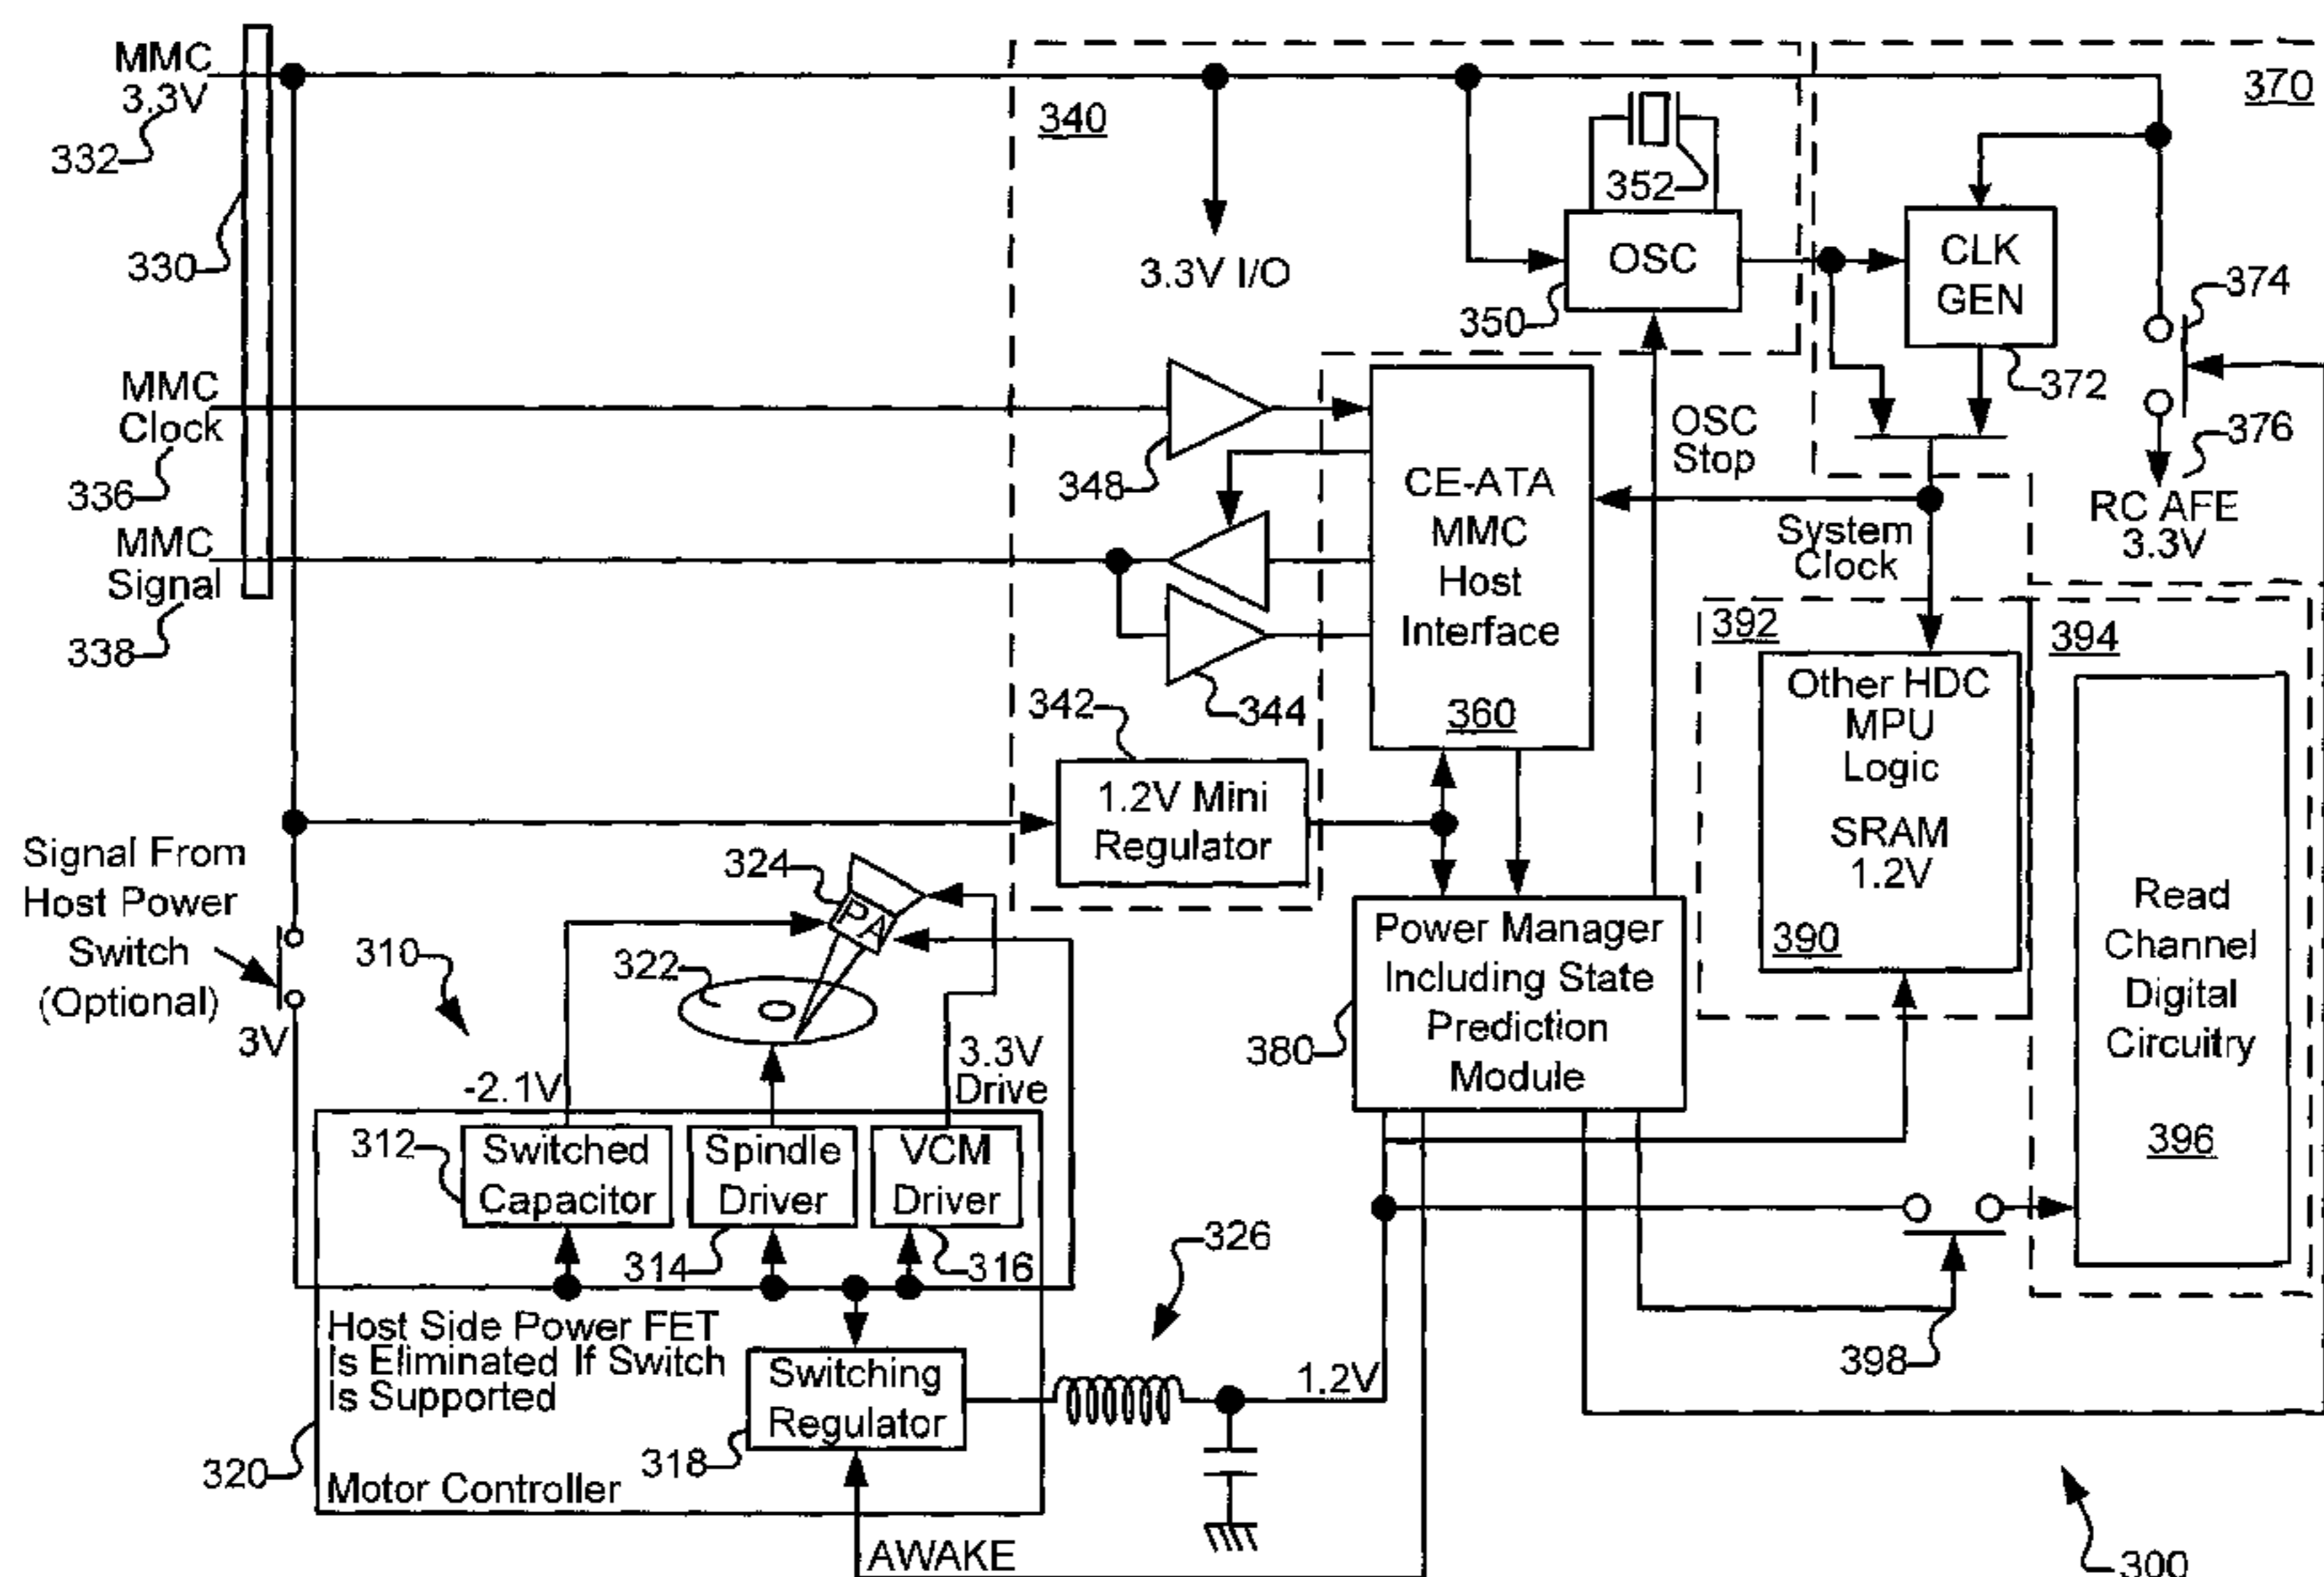 MMC
3.3V
332
330
MMC
Clock
336
MMC
Signal
338
340
3.3V I/O
352
OSC
350
370
CLK
GEN
372
374
376
RC AFE
3.3V
348
344
342
CE-ATA
MMC
Host
Interface
360
OSC
Stop
System
Clock
1.2V Mini
Regulator
392
Other HDC
MPU
Logic
SRAM
1.2V
390
394
Read
Channel
Digital
Circuitry
396
Power Manager
Including State
Prediction
Module
380
398
Signal From
Host Power
Switch
(Optional)
3V
310
324
PA
322
-2.1V
3.3V
Drive
312
Switched
Capacitor
Spindle
Driver
314
VCM
Driver
316
326
Host Side Power FET
Is Eliminated If Switch
Is Supported
Switching
Regulator
318
1.2V
320
Motor Controller
AWAKE
300